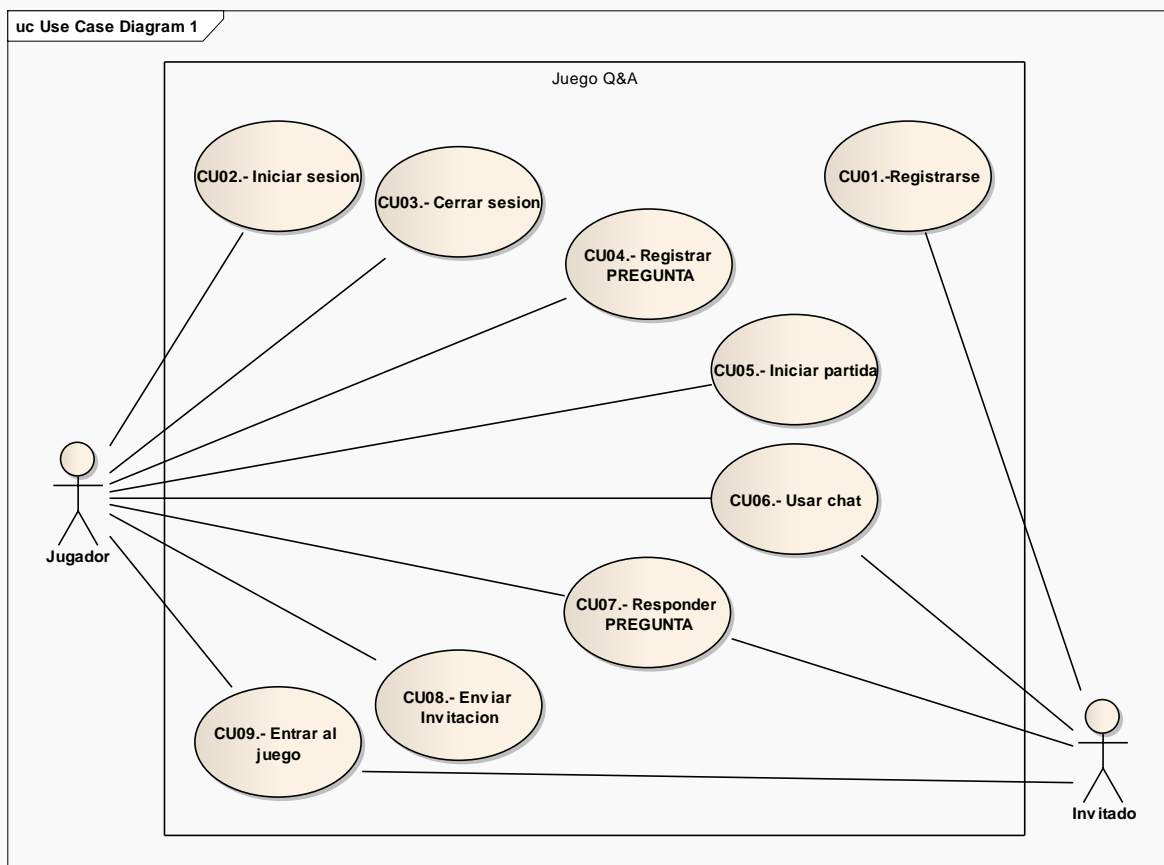 uc Use Case Diagram 1
Juego Q&A
CU02.- Iniciar sesion
CU03.- Cerrar sesion
CU01.-Registrarse
CU04.- Registrar
PREGUNTA
CU05.- Iniciar partida
CU06.- Usar chat
Jugador
CU07.- Responder
PREGUNTA
CU08.- Enviar
Invitacion
CU09.- Entrar al
juego
Invitado